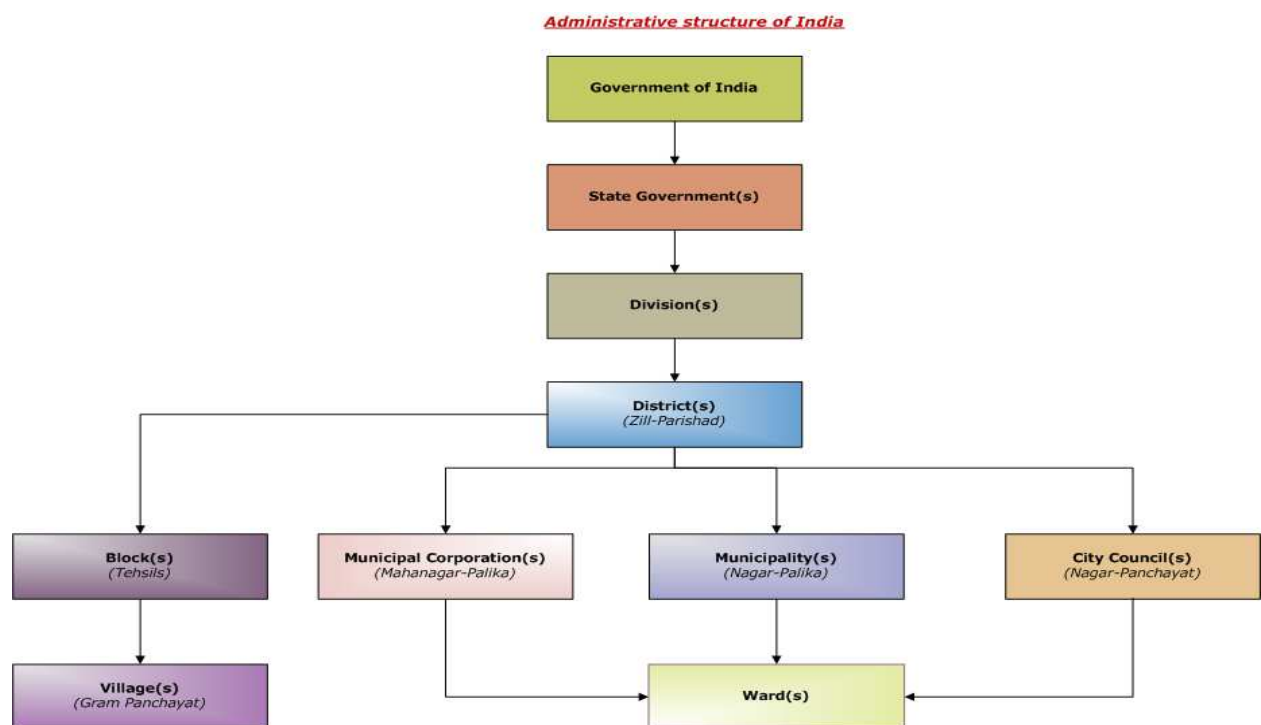 Administrative structure of India
Government of India
State Government(s)
Division(s)
District(s)
(Zill-Parishad)
Block(s)
(Tehsils)
Municipal Corporation(s)
(Mahanagar-Palika)
Municipality(s)
(Nagar-Palika)
City Council(s)
(Nagar-Panchayat)
Village(s)
(Gram Panchayat)
Ward(s)